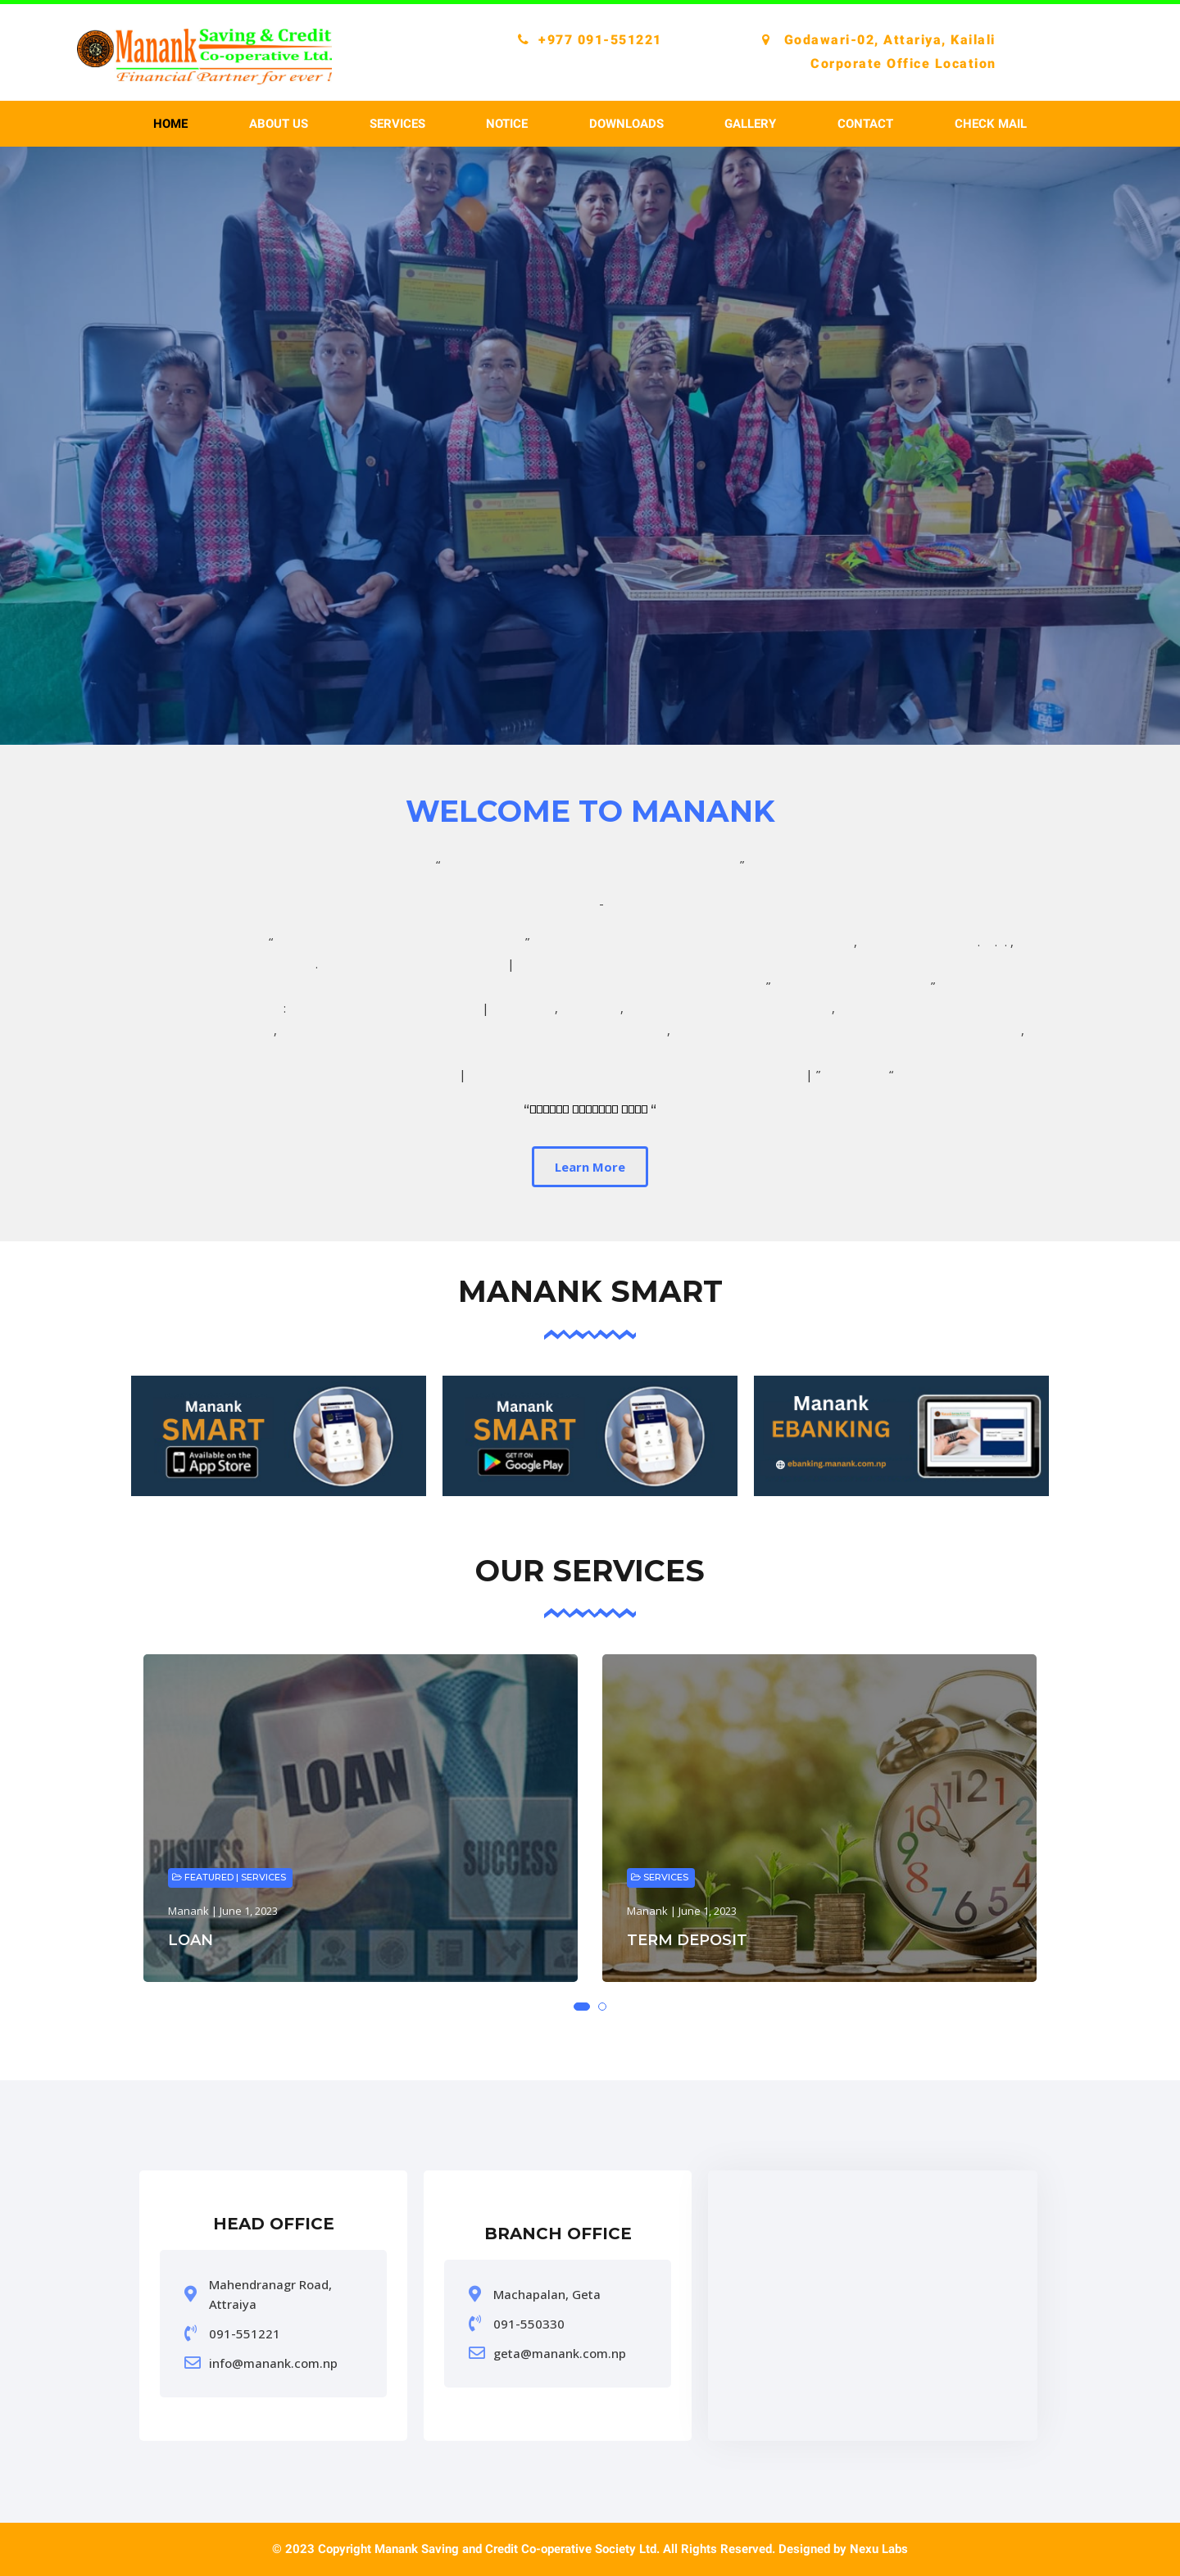 Manank
Saving & Credit
Co-operative Ltd.
Financial Partner for ever !
+977 091-551221
Godawari-02, Attariya, Kailali
Corporate Office Location
HOME ABOUT US SERVICES NOTICE DOWNLOADS GALLERY CONTACT CHECK MAIL
WELCOME TO MANANK
Learn More
MANANK SMART
Manank
SMART
Available on the
App Store
Manank
SMART
GET IT ON
Google Play
Manank
EBANKING
ebanking.manank.com.np
OUR SERVICES
LOAN
BUSINESS
SUCCESS
FEATURED | SERVICES
Manank | June 1, 2023
LOAN
SERVICES
Manank | June 1, 2023
TERM DEPOSIT
HEAD OFFICE
Mahendranagr Road,
Attraiya
091-551221
info@manank.com.np
BRANCH OFFICE
Machapalan, Geta
091-550330
geta@manank.com.np
© 2023 Copyright Manank Saving and Credit Co-operative Society Ltd. All Rights Reserved. Designed by Nexu Labs